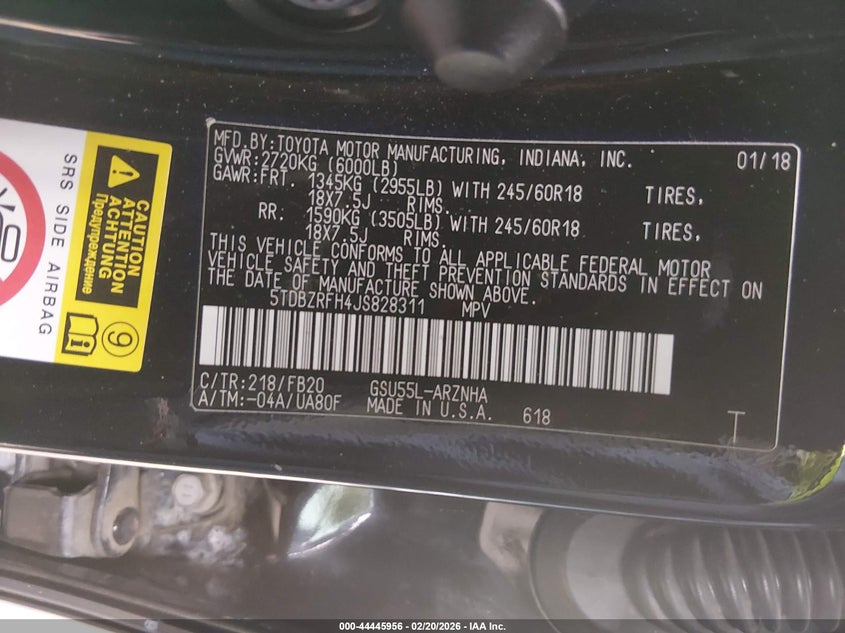 MFD.BY:TOYOTA MOTOR MANUFACTURING, INDIANA, INC. 01/18
GVWR:2720KG (6000LB)
GAWR:FRT. 1345KG (2955LB) WITH 245/60R18 TIRES,
18X7.5J RIMS.
RR. 1590KG (3505LB) WITH 245/60R18 TIRES,
18X7.5J RIMS.
THIS VEHICLE CONFORMS TO ALL APPLICABLE FEDERAL MOTOR
VEHICLE SAFETY AND THEFT PREVENTION STANDARDS IN EFFECT ON
THE DATE OF MANUFACTURE SHOWN ABOVE.
5TDBZRFH4JS828311 MPV
C/TR:218/FB20 GSU55L-ARZNHA
A/TM:-04A/UA80F MADE IN U.S.A. 618
T
SRS SIDE AIRBAG
CAUTION
ATTENTION
ACHTUNG
Предупреждение
9
000-44445956 — 02/20/2026 — IAA Inc.